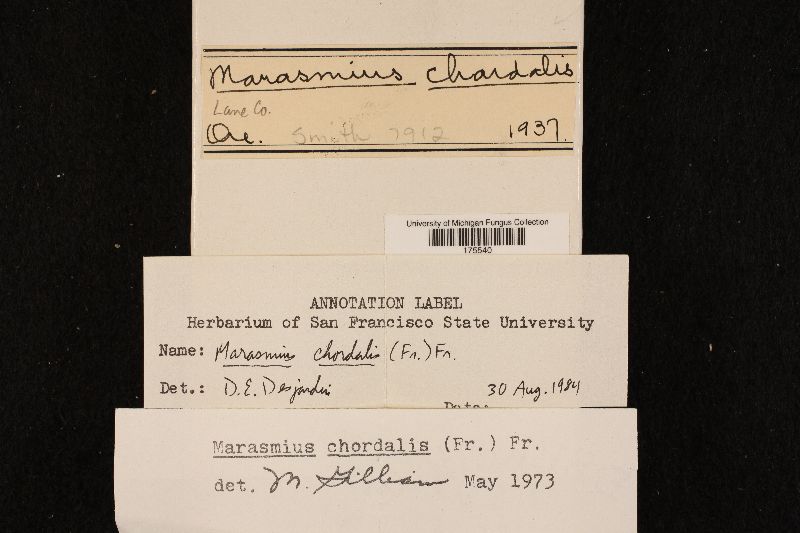 Marasmius chordalis
Lane Co.
Ore. Smith 7912 1937.
University of Michigan Fungus Collection
175540
ANNOTATION LABEL
Herbarium of San Francisco State University
Name: Marasmius chordalis (Fr.) Fr.
Det.: D.E. Desjardin 30 Aug. 1984
Date:
Marasmius chordalis (Fr.) Fr.
det. M. Gilliam May 1973